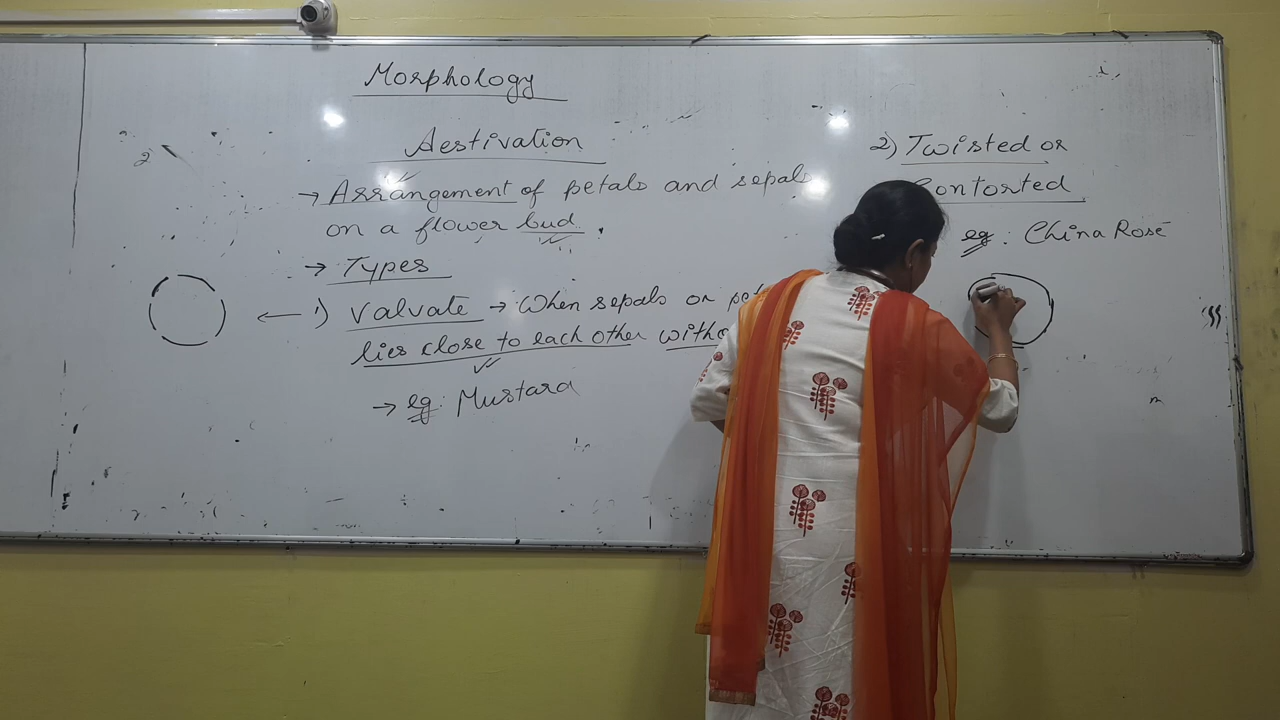 Morphology
Aestivation
→ Arrangement of petals and sepals
on a flower bud.
→ Types
1) Valvate → When sepals or
lies close to each other
→ eg: Mustard
2) Twisted or
Contorted
eg: China Rose